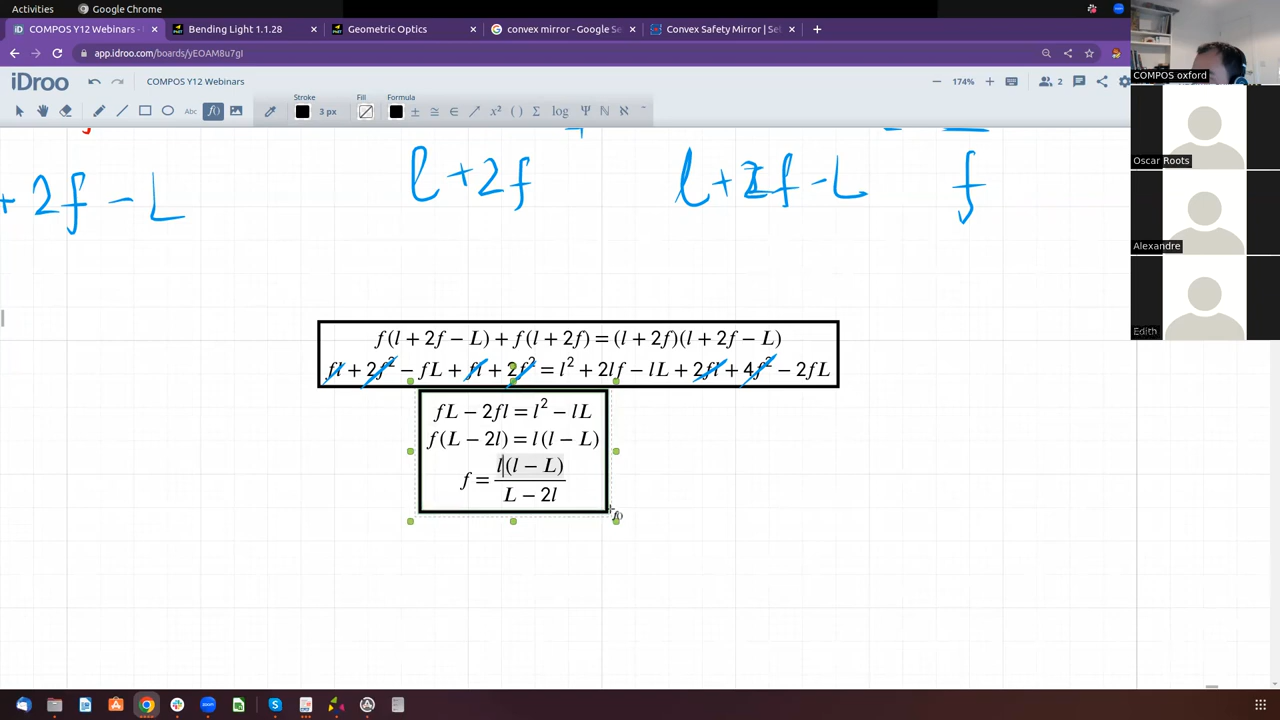 Activities
Google Chrome
COMPOS Y12 Webinars -
Bending Light 1.1.28
Geometric Optics
convex mirror - Google Se
Convex Safety Mirror | Sel
app.idroo.com/boards/yEOAM8u7gI
iDroo
COMPOS Y12 Webinars
174%
2
Stroke
Fill
Formula
Abc
f()
3 px
± ≅ ∈ x² () Σ log Ψ ℕ ℵ
COMPOS oxford
Oscar Roots
Alexandre
Edith
+ 2f - L
l + 2f
l + 2f - L
f
f(l + 2f − L) + f(l + 2f) = (l + 2f)(l + 2f − L)
fl + 2f² − fL + fl + 2f² = l² + 2lf − lL + 2fl + 4f² − 2fL
fL − 2fl = l² − lL
f(L − 2l) = l(l − L)
f = l(l − L) / L − 2l
f()